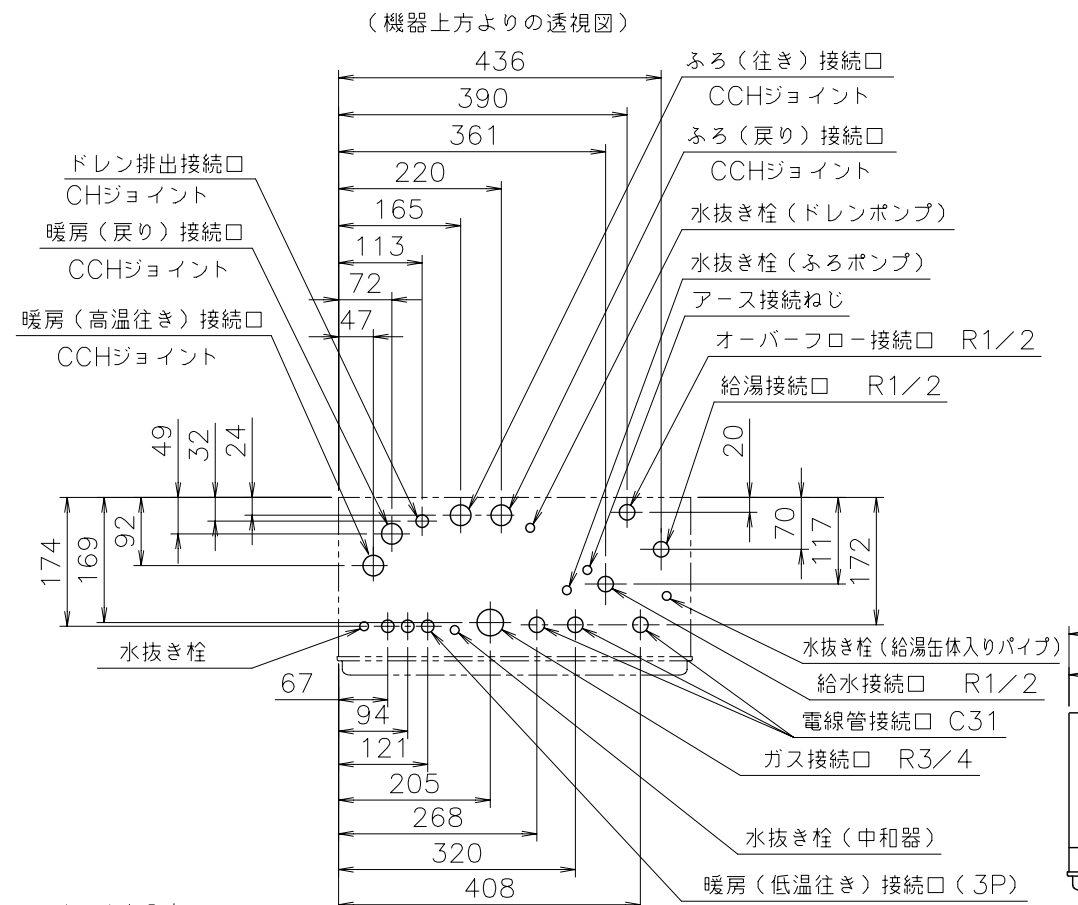 (機器上方よりの透視図)
436
390
361
220
165
113
72
47
ドレン排出接続口
CHジョイント
暖房(戻り)接続口
CCHジョイント
暖房(高温往き)接続口
CCHジョイント
ふろ(往き)接続口
CCHジョイント
ふろ(戻り)接続口
CCHジョイント
水抜き栓(ドレンポンプ)
水抜き栓(ふろポンプ)
アース接続ねじ
オーバーフロー接続口 R1/2
給湯接続口 R1/2
49
32
24
20
174
169
92
70
117
172
水抜き栓
水抜き栓(給湯缶体入りパイプ)
給水接続口 R1/2
電線管接続口 C31
ガス接続口 R3/4
水抜き栓(中和器)
暖房(低温往き)接続口(3P)
67
94
121
205
268
320
408